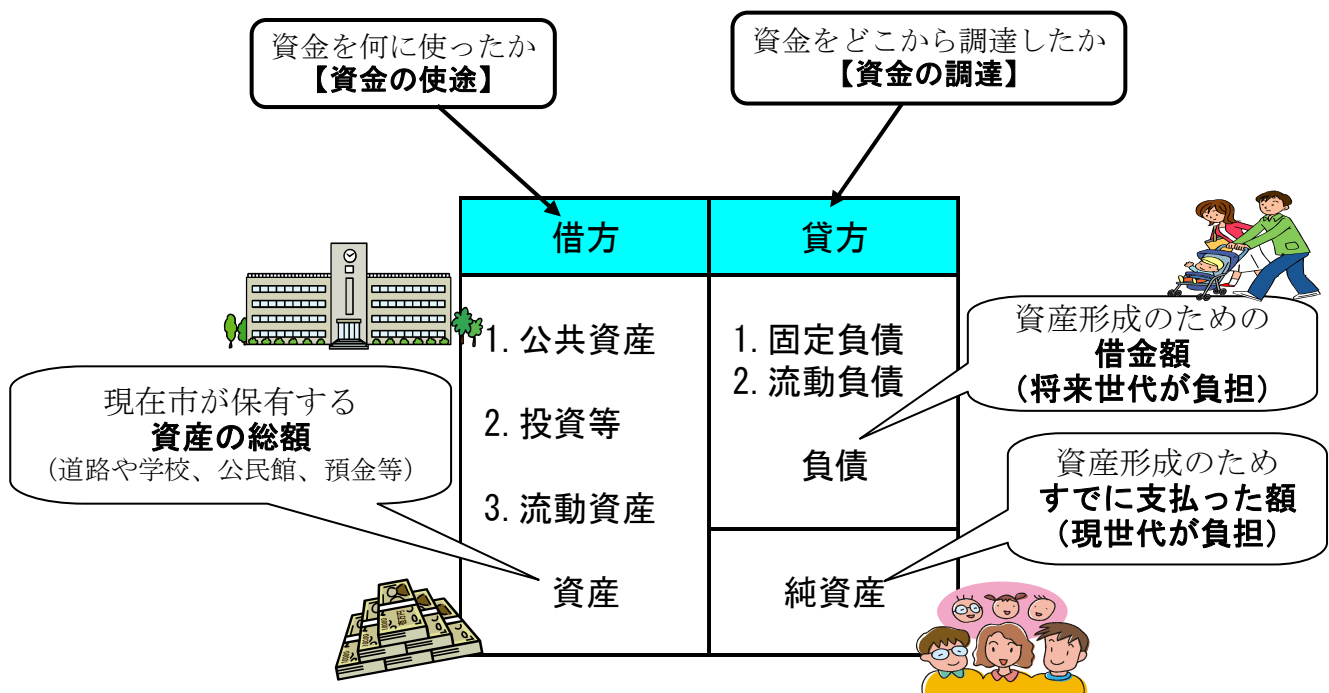 資金を何に使ったか
【資金の使途】
資金をどこから調達したか
【資金の調達】
借方
貸方
1. 公共資産
2. 投資等
3. 流動資産
資産
1. 固定負債
2. 流動負債
負債
純資産
現在市が保有する
資産の総額
（道路や学校、公民館、預金等）
資産形成のための
借金額
（将来世代が負担）
資産形成のため
すでに支払った額
（現世代が負担）